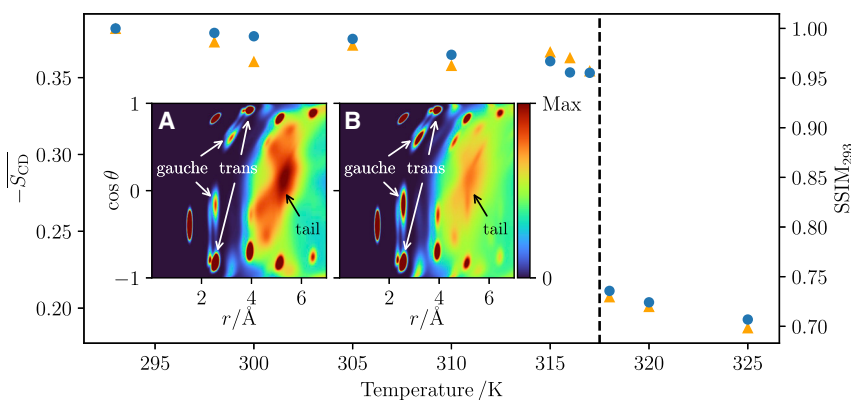 1.00
0.35
0.95
1
A
B
Max
0.90
gauche
trans
gauche
trans
0.30
−S̅CD
cos θ
0
0.85
SSIM293
tail
tail
0.25
0.80
−1
0
2
4
6
2
4
6
0.75
r/Å
r/Å
0.20
0.70
295
300
305
310
315
320
325
Temperature /K